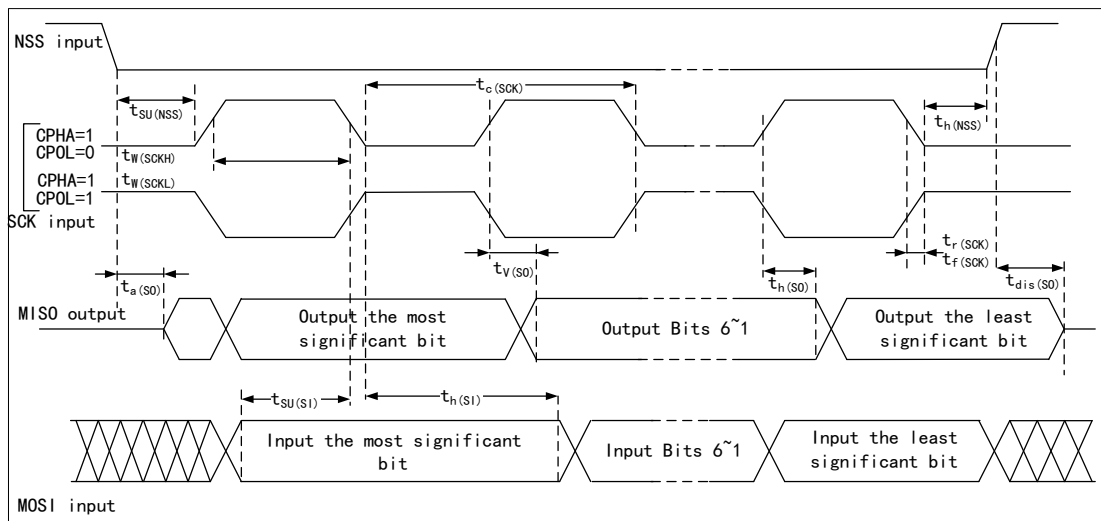 NSS input
tc(SCK)
tSU(NSS)
th(NSS)
CPHA=1
CPOL=0
tW(SCKH)
CPHA=1
tW(SCKL)
CPOL=1
SCK input
tr(SCK)
tV(SO)
tf(SCK)
ta(SO)
th(SO)
tdis(SO)
MISO output
Output the most
significant bit
Output Bits 6~1
Output the least
significant bit
tSU(SI)
th(SI)
Input the most significant
bit
Input Bits 6~1
Input the least
significant bit
MOSI input